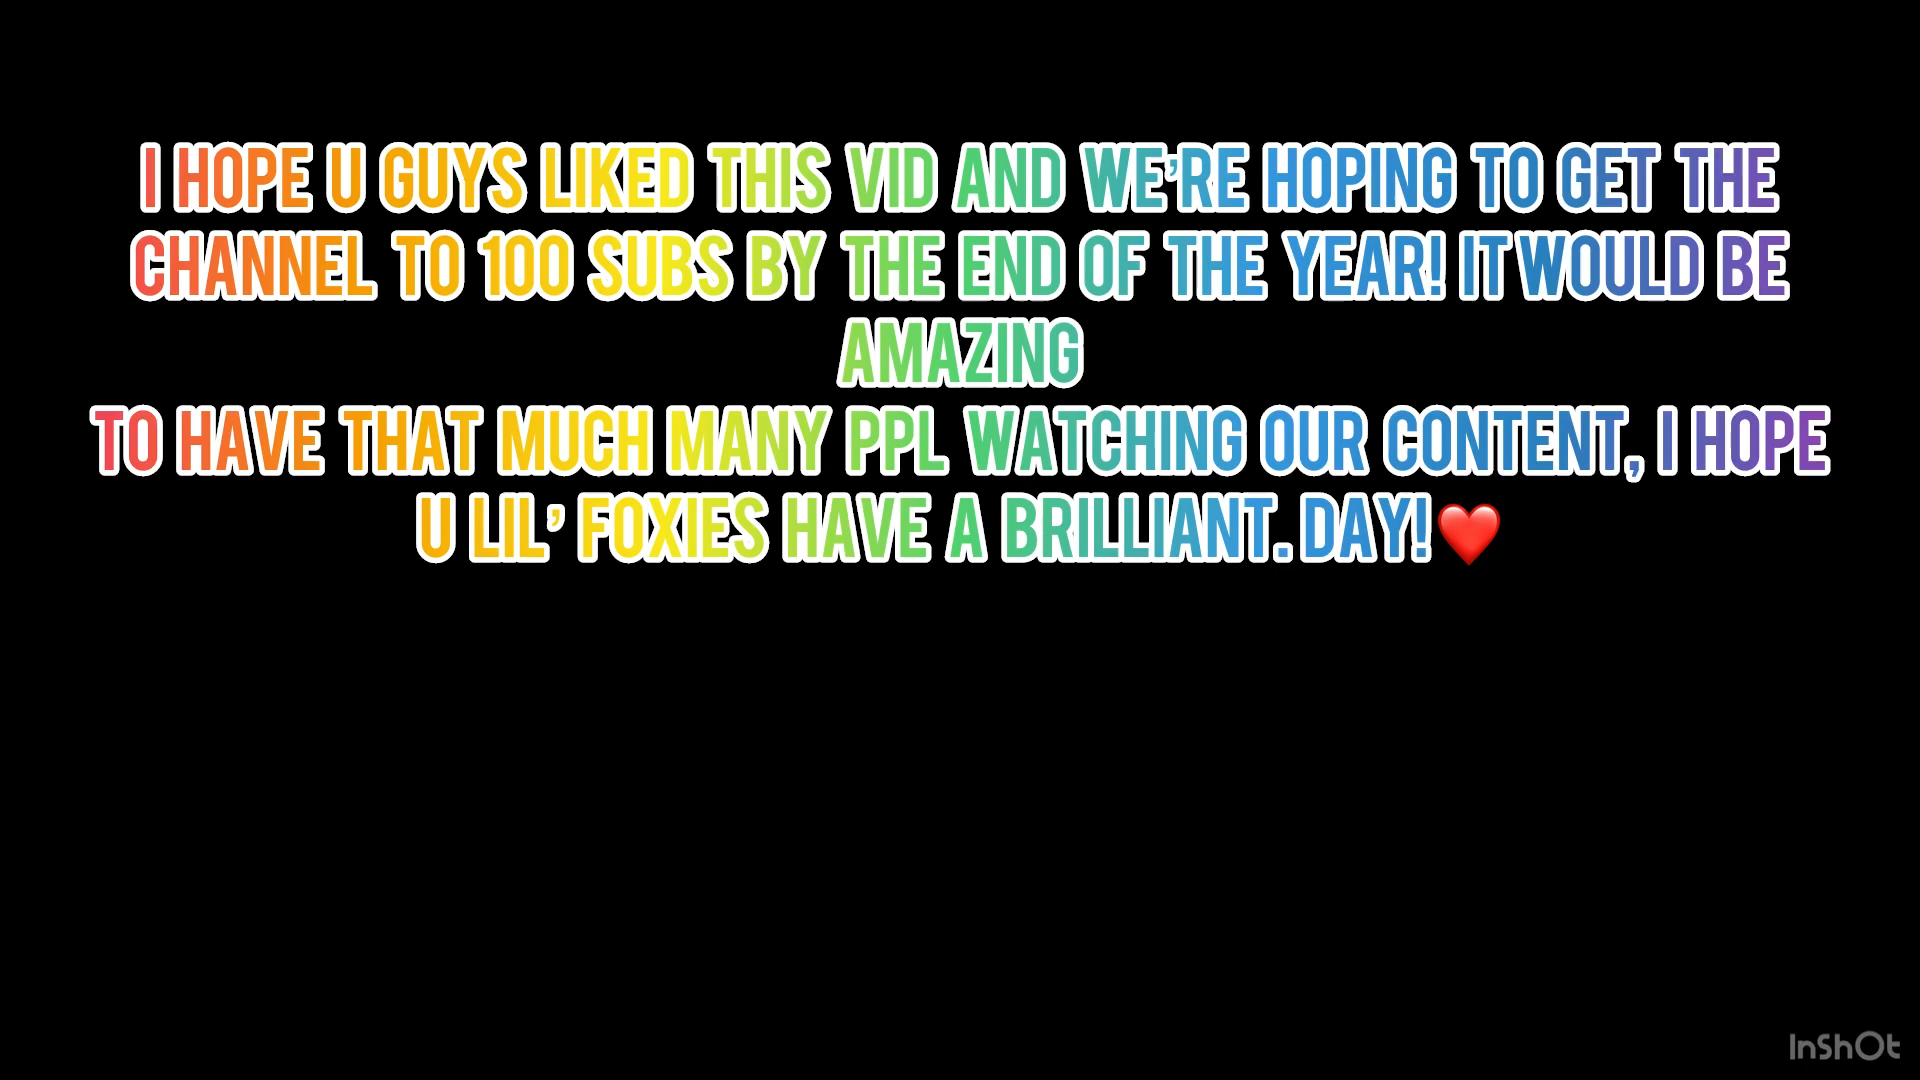 I HOPE U GUYS LIKED THIS VID AND WE'RE HOPING TO GET THE
CHANNEL TO 100 SUBS BY THE END OF THE YEAR! IT WOULD BE
AMAZING
TO HAVE THAT MUCH MANY PPL WATCHING OUR CONTENT, I HOPE
U LIL' FOXIES HAVE A BRILLIANT. DAY!❤️
InShOt